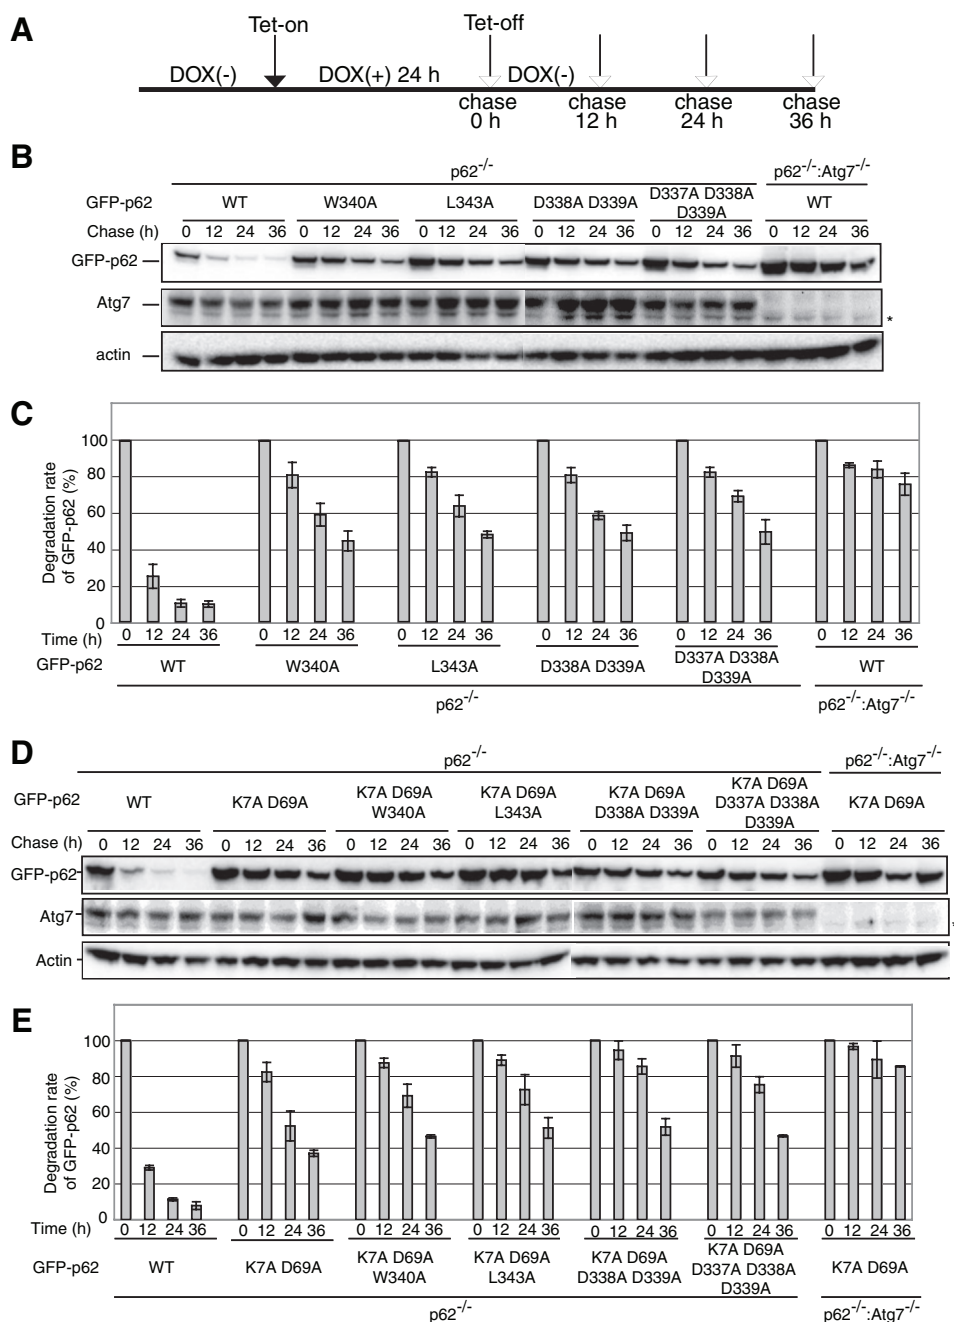 A
Tet-on Tet-off
DOX(-) DOX(+) 24 h DOX(-)
chase chase chase chase
0 h 12 h 24 h 36 h
B
p62-/- p62-/-:Atg7-/-
GFP-p62 WT W340A L343A D338A D339A D337A D338A D339A WT
Chase (h) 0 12 24 36 0 12 24 36 0 12 24 36 0 12 24 36 0 12 24 36 0 12 24 36
GFP-p62
Atg7
*
actin
C
Degradation rate
of GFP-p62 (%)
100
80
60
40
20
0
Time (h) 0 12 24 36 0 12 24 36 0 12 24 36 0 12 24 36 0 12 24 36 0 12 24 36
GFP-p62 WT W340A L343A D338A D339A D337A D338A D339A WT
p62-/- p62-/-:Atg7-/-
D
p62-/- p62-/-:Atg7-/-
GFP-p62 WT K7A D69A K7A D69A W340A K7A D69A L343A K7A D69A D338A D339A K7A D69A D337A D338A D339A K7A D69A
Chase (h) 0 12 24 36 0 12 24 36 0 12 24 36 0 12 24 36 0 12 24 36 0 12 24 36 0 12 24 36
GFP-p62
Atg7
*
Actin
E
Degradation rate
of GFP-p62 (%)
100
80
60
40
20
0
Time (h) 0 12 24 36 0 12 24 36 0 12 24 36 0 12 24 36 0 12 24 36 0 12 24 36 0 12 24 36
GFP-p62 WT K7A D69A K7A D69A W340A K7A D69A L343A K7A D69A D338A D339A K7A D69A D337A D338A D339A K7A D69A
p62-/- p62-/-:Atg7-/-